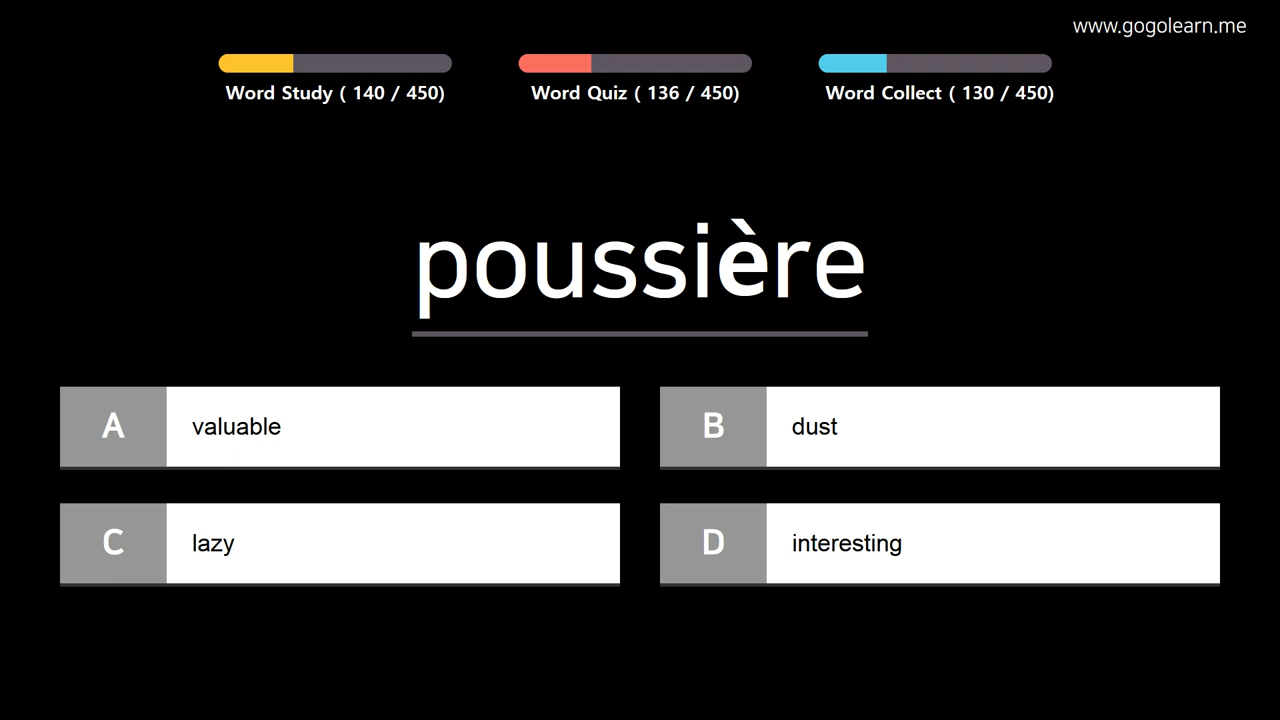 www.gogolearn.me
Word Study ( 140 / 450)
Word Quiz ( 136 / 450)
Word Collect ( 130 / 450)
poussière
A
valuable
B
dust
C
lazy
D
interesting